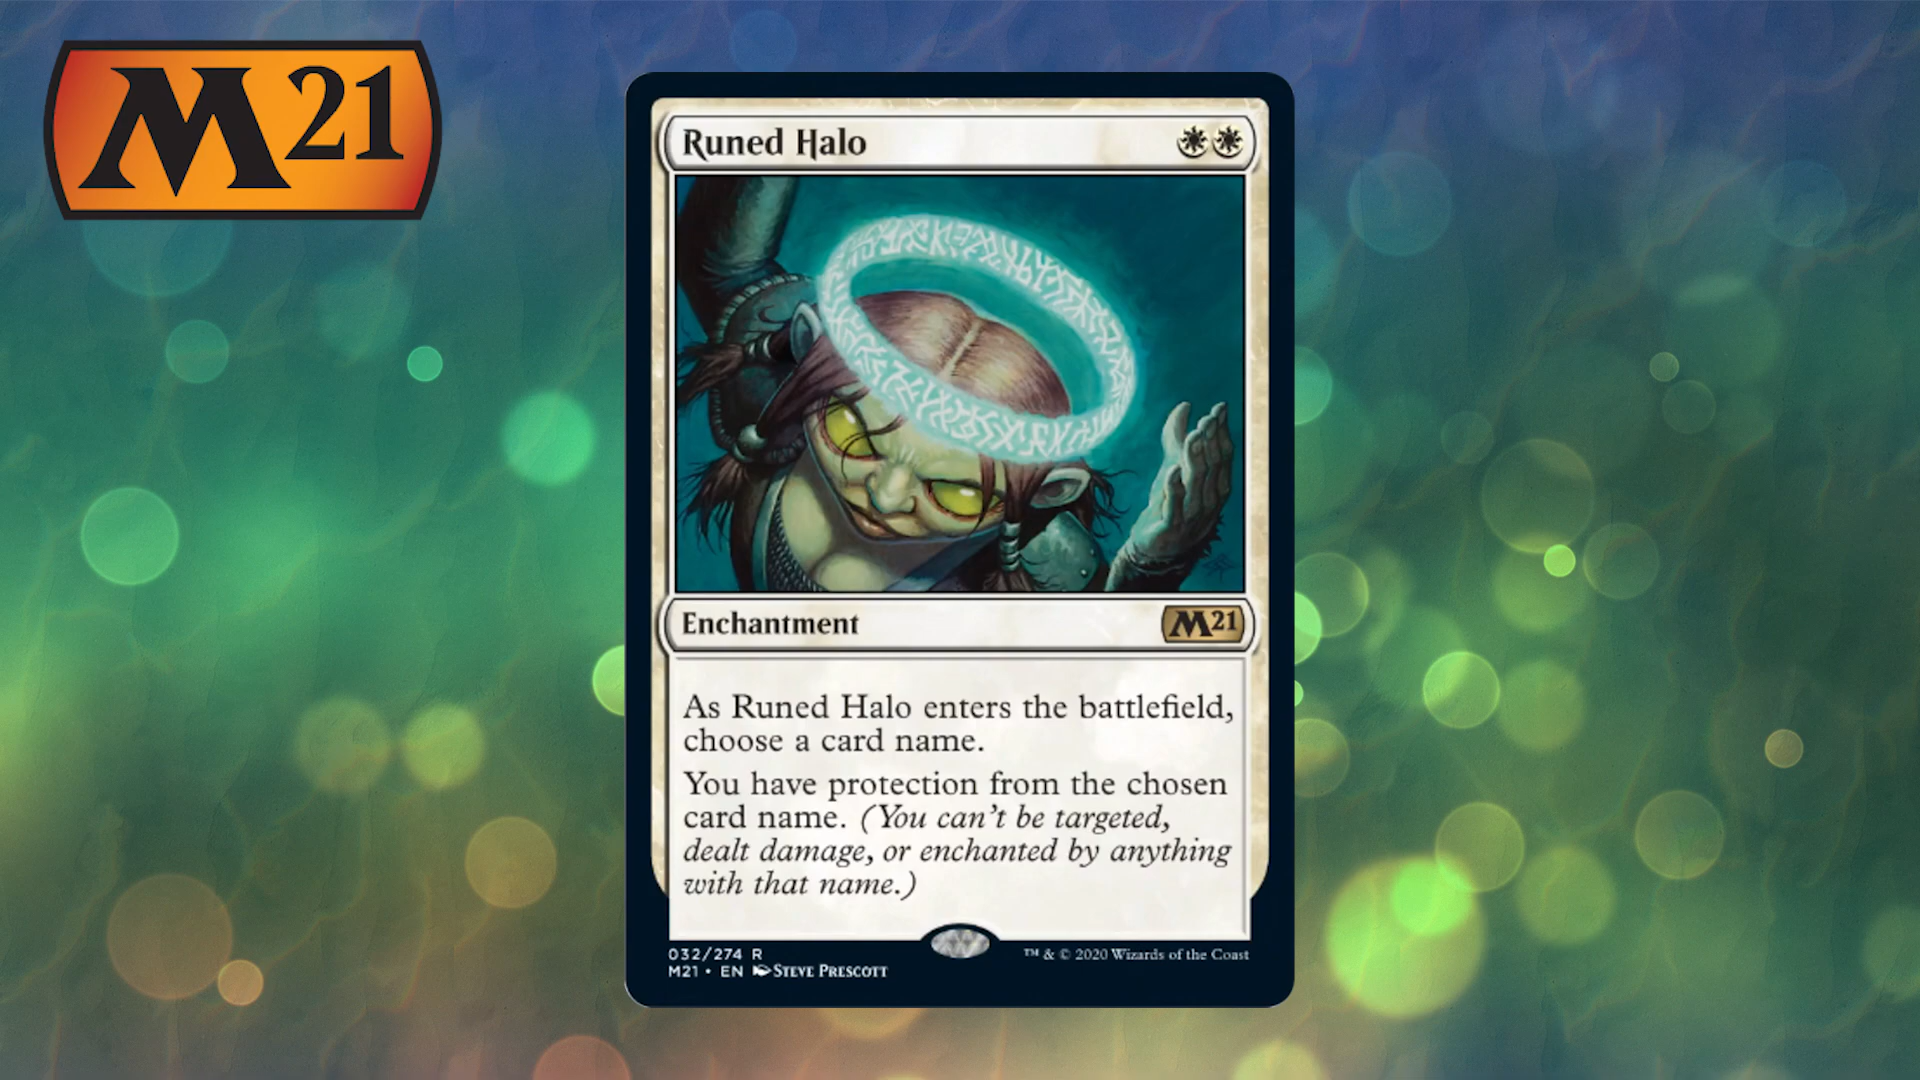 M21
Runed Halo
Enchantment
M21
As Runed Halo enters the battlefield,
choose a card name.
You have protection from the chosen
card name. (You can't be targeted,
dealt damage, or enchanted by anything
with that name.)
032/274 R
M21 • EN Steve Prescott
™ & © 2020 Wizards of the Coast